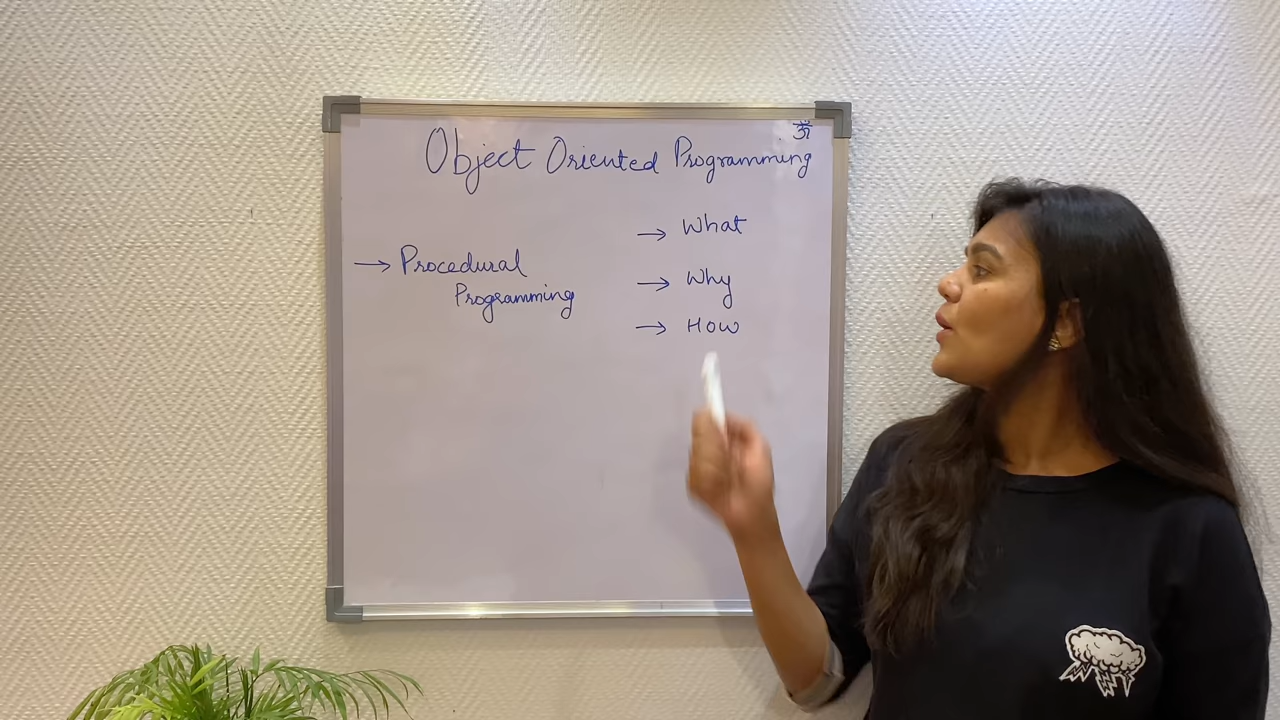 ॐ
Object Oriented Programming
→ What
→ Procedural
Programming
→ Why
→ How